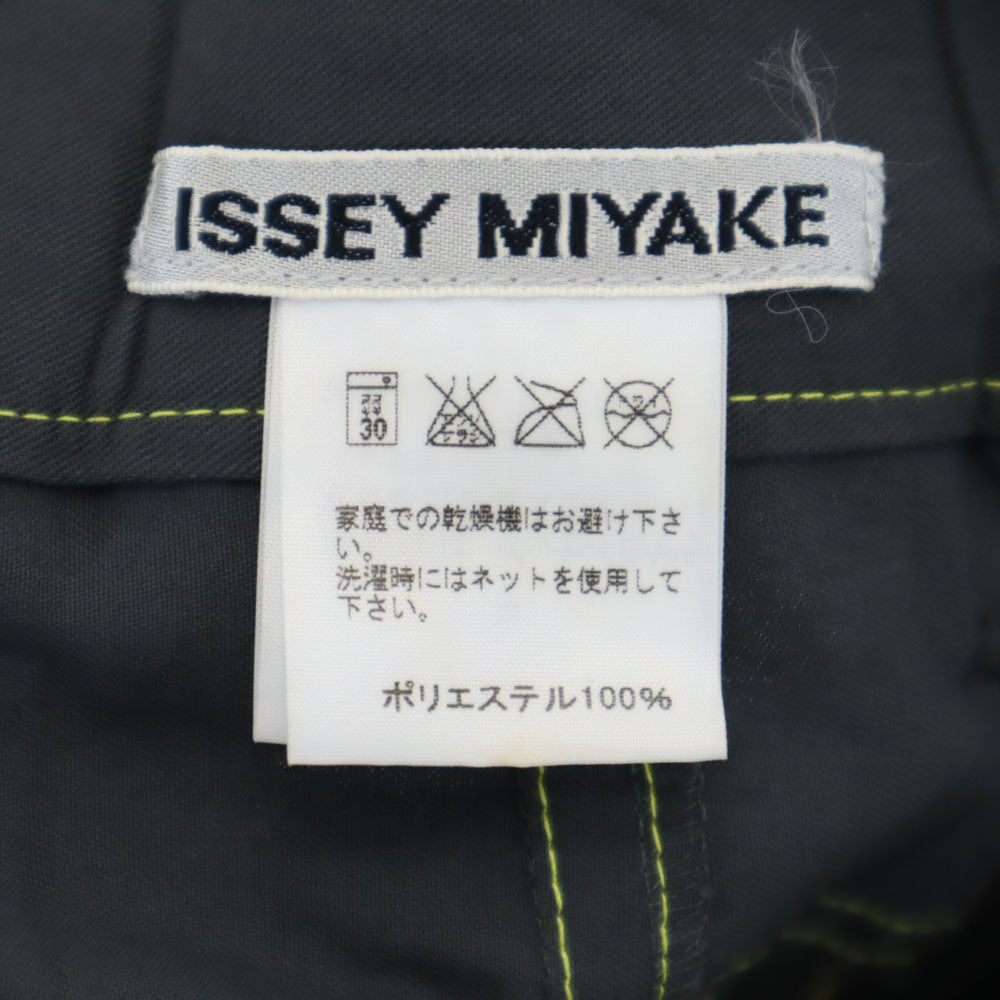 ISSEY MIYAKE
30
家庭での乾燥機はお避け下さ
い。
洗濯時にはネットを使用して
下さい。
ポリエステル100%